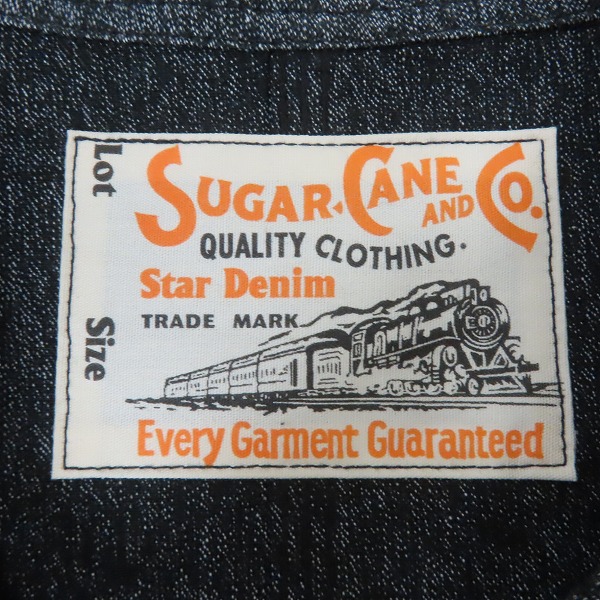 Lot
Size
SUGAR CANE AND CO.
QUALITY CLOTHING.
Star Denim
TRADE MARK
Every Garment Guaranteed